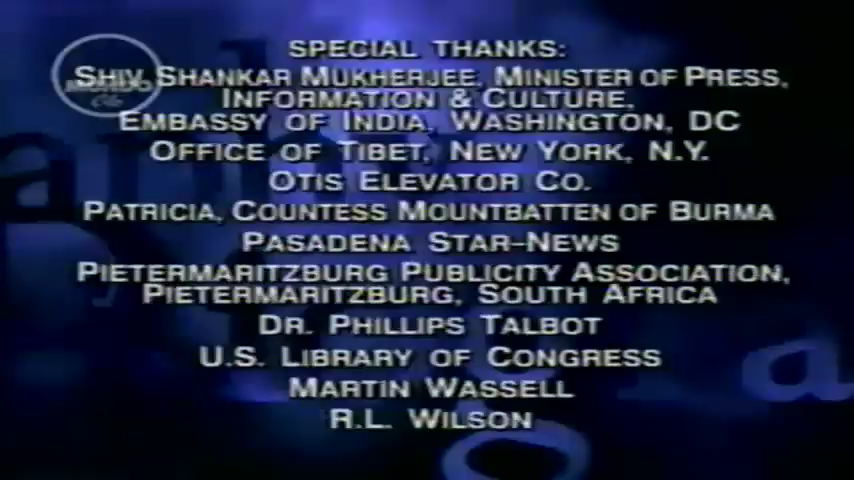 SPECIAL THANKS:
SHIV SHANKAR MUKHERJEE, MINISTER OF PRESS,
INFORMATION & CULTURE,
EMBASSY OF INDIA, WASHINGTON, DC
OFFICE OF TIBET, NEW YORK, N.Y.
OTIS ELEVATOR CO.
PATRICIA, COUNTESS MOUNTBATTEN OF BURMA
PASADENA STAR-NEWS
PIETERMARITZBURG PUBLICITY ASSOCIATION,
PIETERMARITZBURG, SOUTH AFRICA
DR. PHILLIPS TALBOT
U.S. LIBRARY OF CONGRESS
MARTIN WASSELL
R.L. WILSON